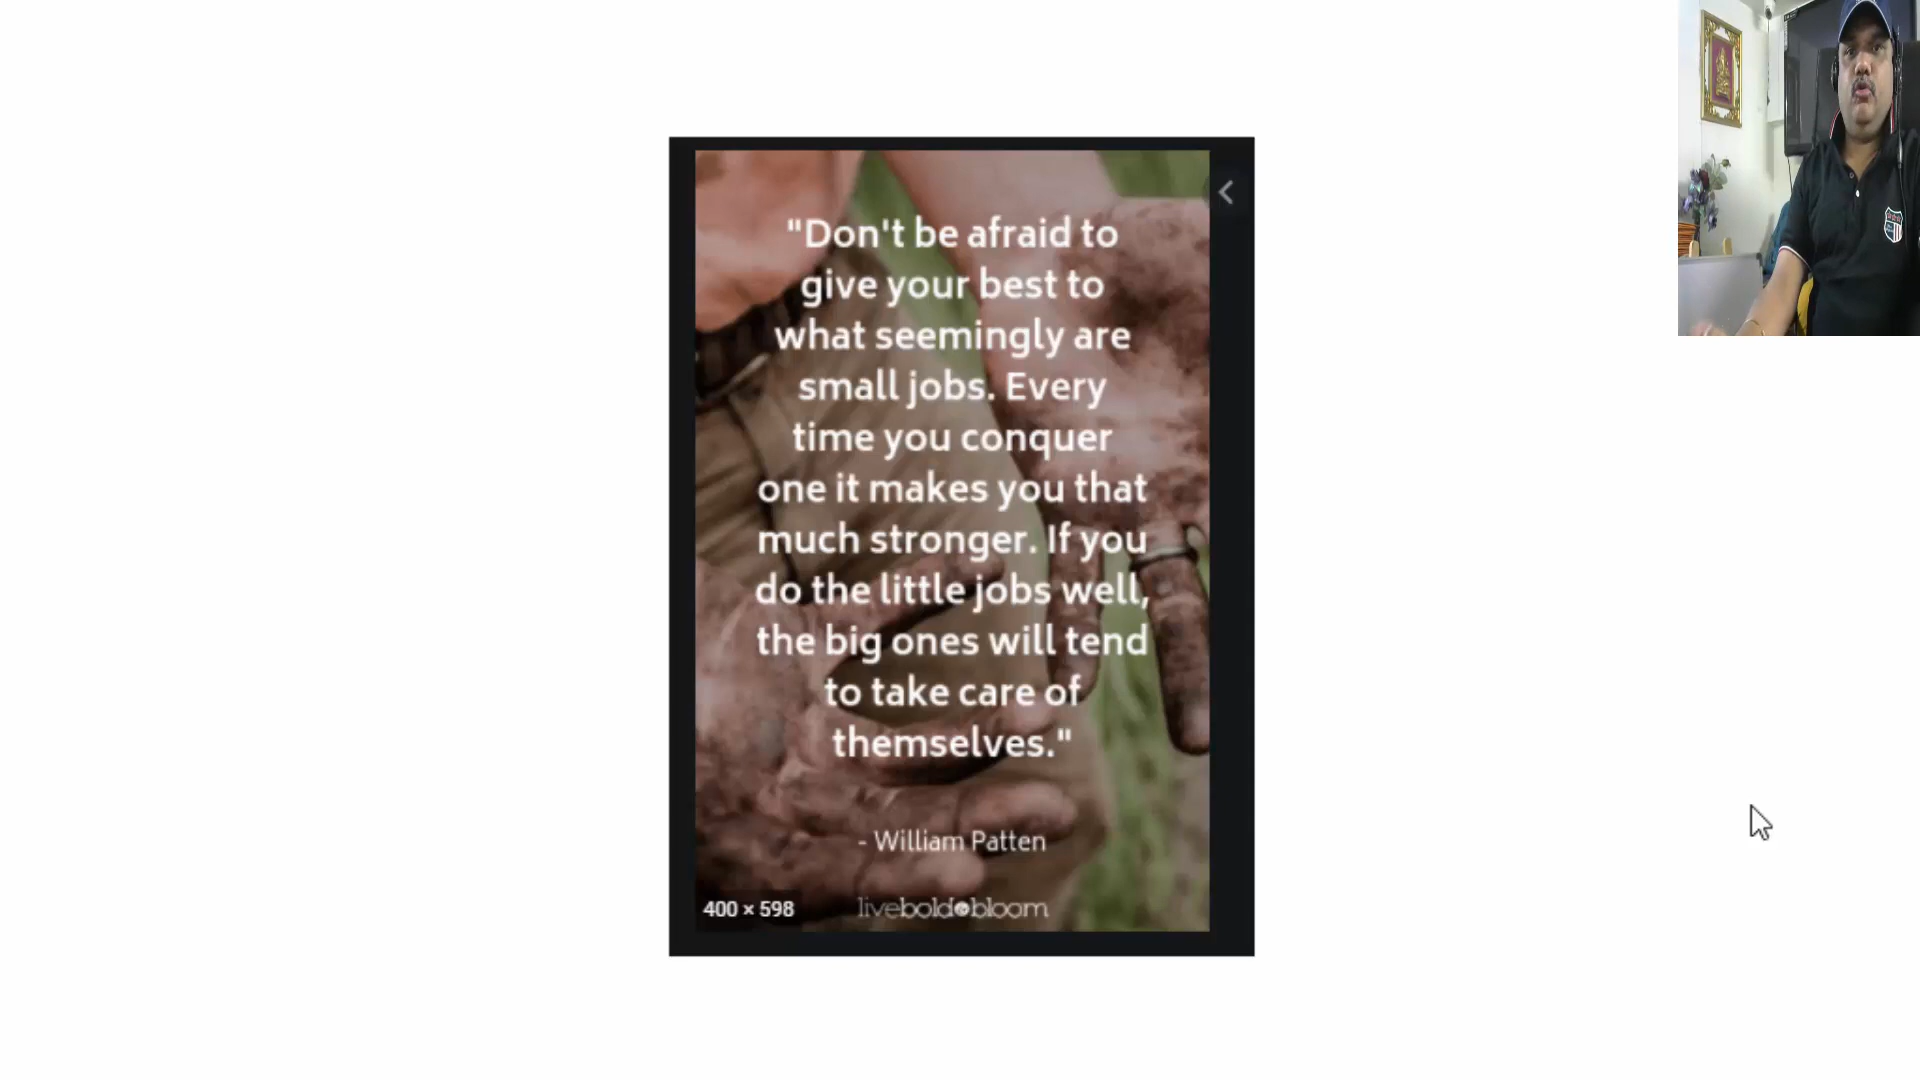 "Don't be afraid to
give your best to
what seemingly are
small jobs. Every
time you conquer
one it makes you that
much stronger. If you
do the little jobs well,
the big ones will tend
to take care of
themselves."
- William Patten
400 × 598
liveboldbloom